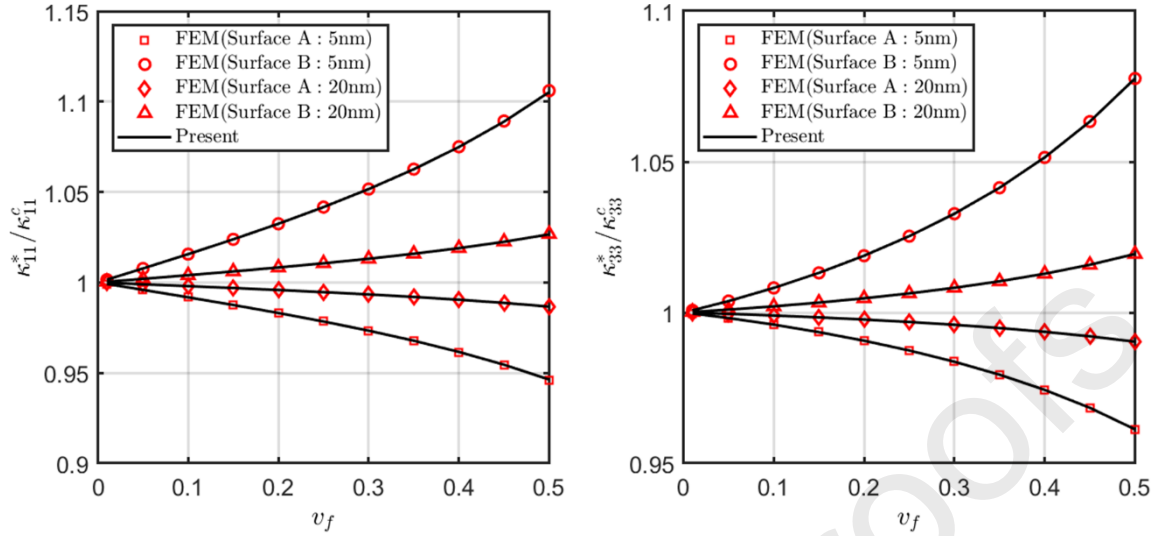 1.15
FEM(Surface A : 5nm)
FEM(Surface B : 5nm)
FEM(Surface A : 20nm)
FEM(Surface B : 20nm)
Present
1.1
1.05
1
0.95
0.9
κ*11/κc11
0 0.1 0.2 0.3 0.4 0.5
vf
1.1
FEM(Surface A : 5nm)
FEM(Surface B : 5nm)
FEM(Surface A : 20nm)
FEM(Surface B : 20nm)
Present
1.05
1
0.95
κ*33/κc33
0 0.1 0.2 0.3 0.4 0.5
vf